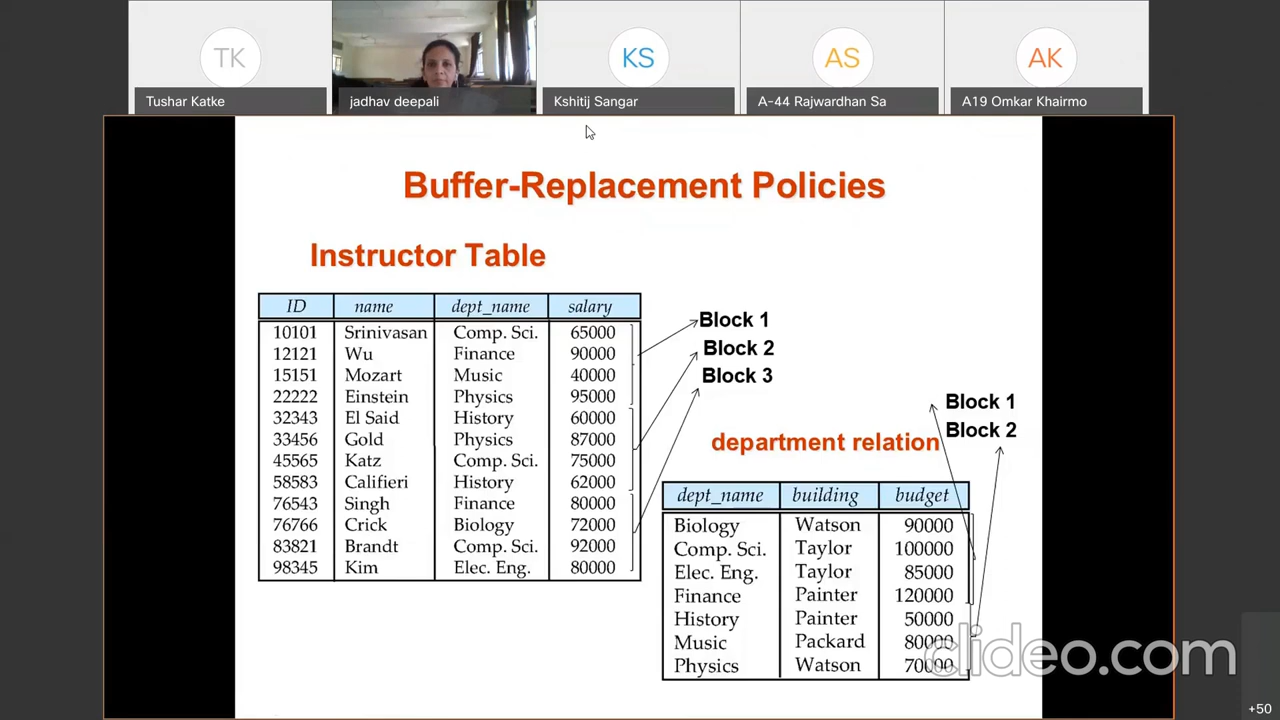 TK
KS
AS
AK
Tushar Katke
jadhav deepali
Kshitij Sangar
A-44 Rajwardhan Sa
A19 Omkar Khairmo
Buffer-Replacement Policies
Instructor Table
ID name dept_name salary
10101 Srinivasan Comp. Sci. 65000
12121 Wu Finance 90000
15151 Mozart Music 40000
22222 Einstein Physics 95000
32343 El Said History 60000
33456 Gold Physics 87000
45565 Katz Comp. Sci. 75000
58583 Califieri History 62000
76543 Singh Finance 80000
76766 Crick Biology 72000
83821 Brandt Comp. Sci. 92000
98345 Kim Elec. Eng. 80000
Block 1
Block 2
Block 3
Block 1
Block 2
department relation
dept_name building budget
Biology Watson 90000
Comp. Sci. Taylor 100000
Elec. Eng. Taylor 85000
Finance Painter 120000
History Painter 50000
Music Packard 80000
Physics Watson 70000
clideo.com
+50